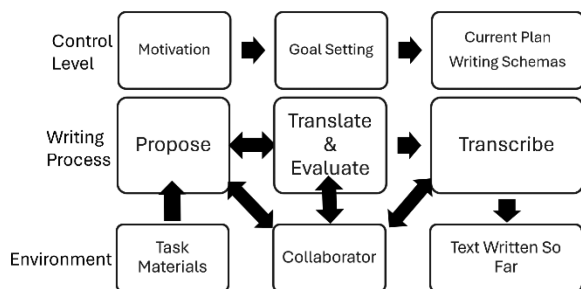 Control
Level
Motivation
Goal Setting
Current Plan
Writing Schemas
Writing
Process
Propose
Translate
&
Evaluate
Transcribe
Environment
Task
Materials
Collaborator
Text Written So
Far